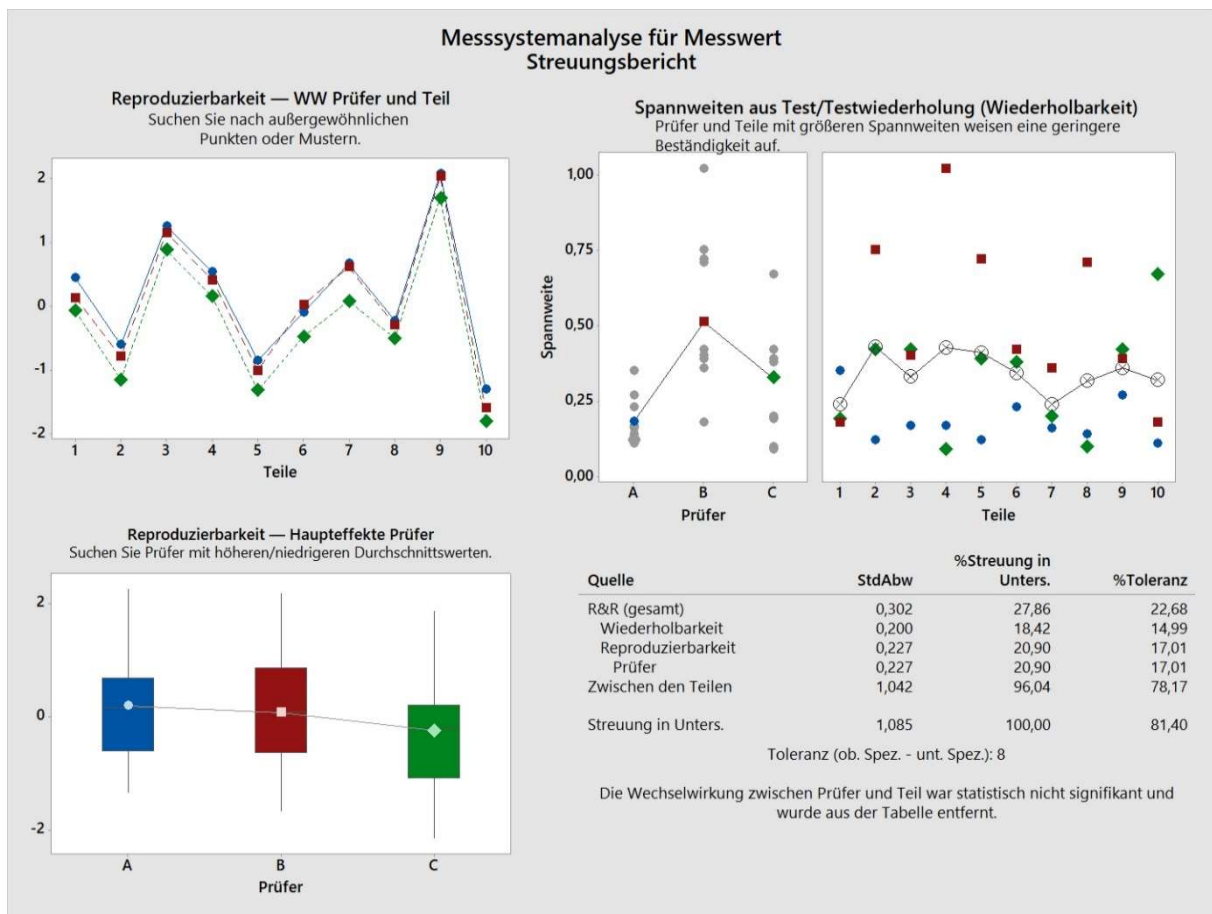 Messsystemanalyse für Messwert
Streuungsbericht
Reproduzierbarkeit — WW Prüfer und Teil
Suchen Sie nach außergewöhnlichen
Punkten oder Mustern.
2
1
0
-1
-2
1 2 3 4 5 6 7 8 9 10
Teile
Spannweiten aus Test/Testwiederholung (Wiederholbarkeit)
Prüfer und Teile mit größeren Spannweiten weisen eine geringere
Beständigkeit auf.
Spannweite
1,00
0,75
0,50
0,25
0,00
A B C
Prüfer
1 2 3 4 5 6 7 8 9 10
Teile
Reproduzierbarkeit — Haupteffekte Prüfer
Suchen Sie Prüfer mit höheren/niedrigeren Durchschnittswerten.
2
0
-2
A B C
Prüfer
%Streuung in
Quelle StdAbw Unters. %Toleranz
R&R (gesamt) 0,302 27,86 22,68
Wiederholbarkeit 0,200 18,42 14,99
Reproduzierbarkeit 0,227 20,90 17,01
Prüfer 0,227 20,90 17,01
Zwischen den Teilen 1,042 96,04 78,17
Streuung in Unters. 1,085 100,00 81,40
Toleranz (ob. Spez. - unt. Spez.): 8
Die Wechselwirkung zwischen Prüfer und Teil war statistisch nicht signifikant und
wurde aus der Tabelle entfernt.